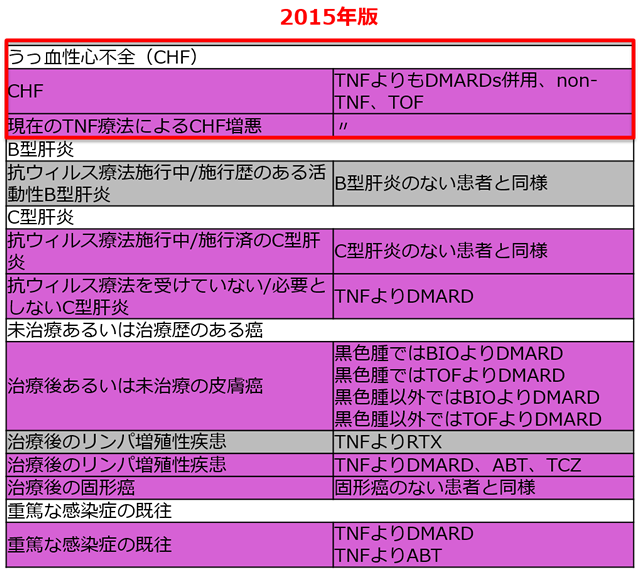 2015年版
うっ血性心不全（CHF）
CHF
TNFよりもDMARDs併用、non-
TNF、TOF
現在のTNF療法によるCHF増悪
〃
B型肝炎
抗ウィルス療法施行中/施行歴のある活
動性B型肝炎
B型肝炎のない患者と同様
C型肝炎
抗ウィルス療法施行中/施行済のC型肝
炎
C型肝炎のない患者と同様
抗ウィルス療法を受けていない/必要と
しないC型肝炎
TNFよりDMARD
未治療あるいは治療歴のある癌
治療後あるいは未治療の皮膚癌
黒色腫ではBIOよりDMARD
黒色腫ではTOFよりDMARD
黒色腫以外ではBIOよりDMARD
黒色腫以外ではTOFよりDMARD
治療後のリンパ増殖性疾患
TNFよりRTX
治療後のリンパ増殖性疾患
TNFよりDMARD、ABT、TCZ
治療後の固形癌
固形癌のない患者と同様
重篤な感染症の既往
重篤な感染症の既往
TNFよりDMARD
TNFよりABT